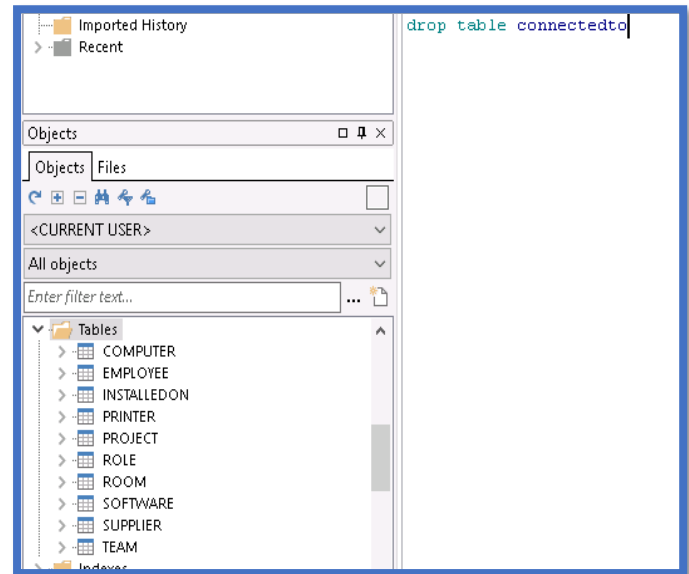 Imported History
Recent
drop table connectedto
Objects
Objects Files
<CURRENT USER>
All objects
Enter filter text...
...
Tables
COMPUTER
EMPLOYEE
INSTALLEDON
PRINTER
PROJECT
ROLE
ROOM
SOFTWARE
SUPPLIER
TEAM
Indexes